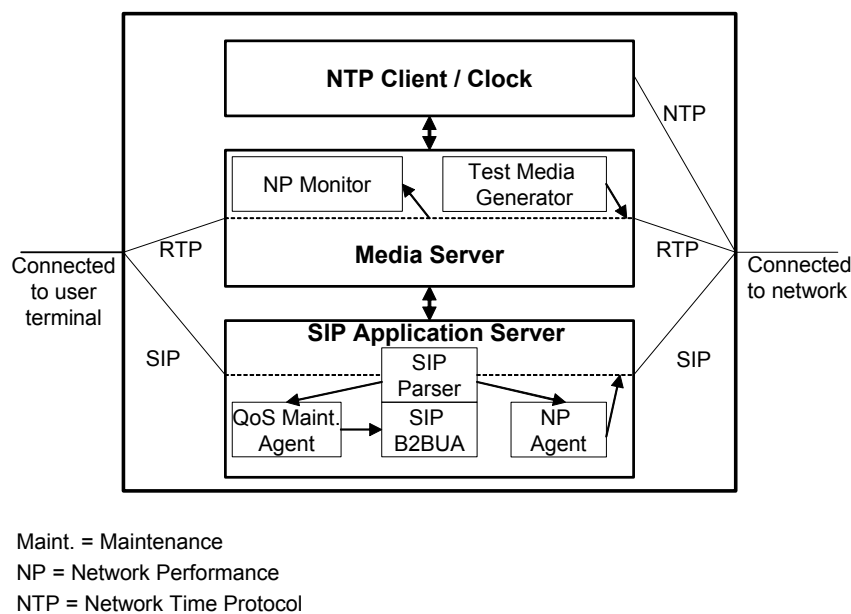 NTP Client / Clock
NTP
NP Monitor
Test Media
Generator
RTP
Media Server
RTP
Connected
to user
terminal
Connected
to network
SIP Application Server
SIP
SIP
SIP
Parser
QoS Maint.
Agent
SIP
B2BUA
NP
Agent
Maint. = Maintenance
NP = Network Performance
NTP = Network Time Protocol